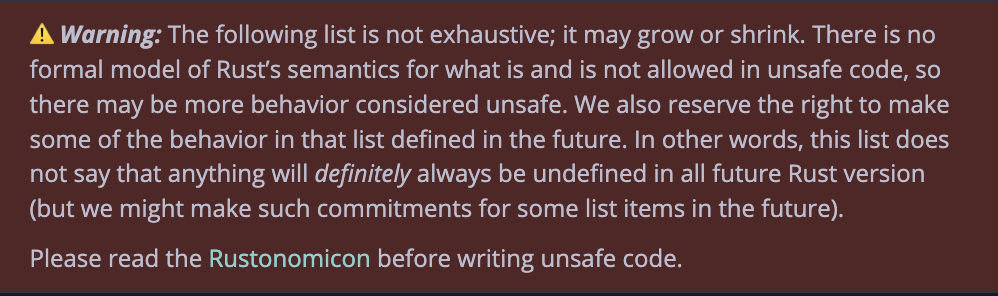 ⚠️ Warning: The following list is not exhaustive; it may grow or shrink. There is no
formal model of Rust’s semantics for what is and is not allowed in unsafe code, so
there may be more behavior considered unsafe. We also reserve the right to make
some of the behavior in that list defined in the future. In other words, this list does
not say that anything will definitely always be undefined in all future Rust version
(but we might make such commitments for some list items in the future).
Please read the Rustonomicon before writing unsafe code.